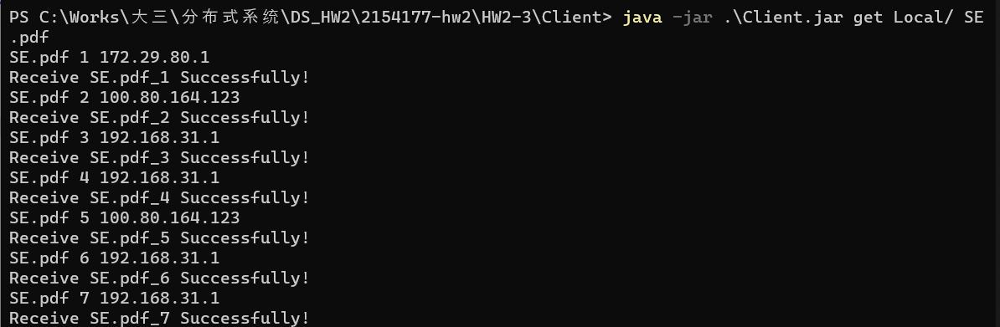 PS C:\Works\大三\分布式系统\DS_HW2\2154177-hw2\HW2-3\Client> java -jar .\Client.jar get Local/ SE
.pdf
SE.pdf 1 172.29.80.1
Receive SE.pdf_1 Successfully!
SE.pdf 2 100.80.164.123
Receive SE.pdf_2 Successfully!
SE.pdf 3 192.168.31.1
Receive SE.pdf_3 Successfully!
SE.pdf 4 192.168.31.1
Receive SE.pdf_4 Successfully!
SE.pdf 5 100.80.164.123
Receive SE.pdf_5 Successfully!
SE.pdf 6 192.168.31.1
Receive SE.pdf_6 Successfully!
SE.pdf 7 192.168.31.1
Receive SE.pdf_7 Successfully!